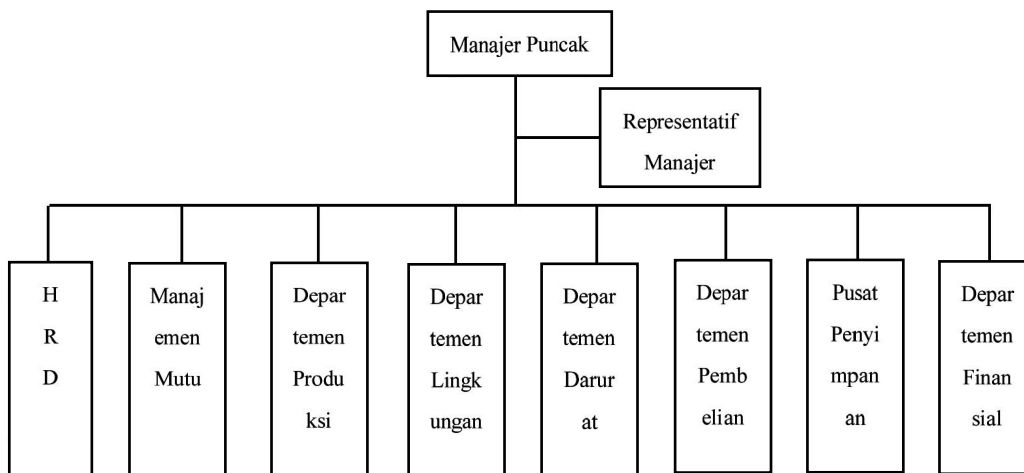 Manajer Puncak
Representatif
Manajer
H
R
D
Manaj
emen
Mutu
Depar
temen
Produ
ksi
Depar
temen
Lingk
ungan
Depar
temen
Darur
at
Depar
temen
Pemb
elian
Pusat
Penyi
mpan
an
Depar
temen
Finan
sial